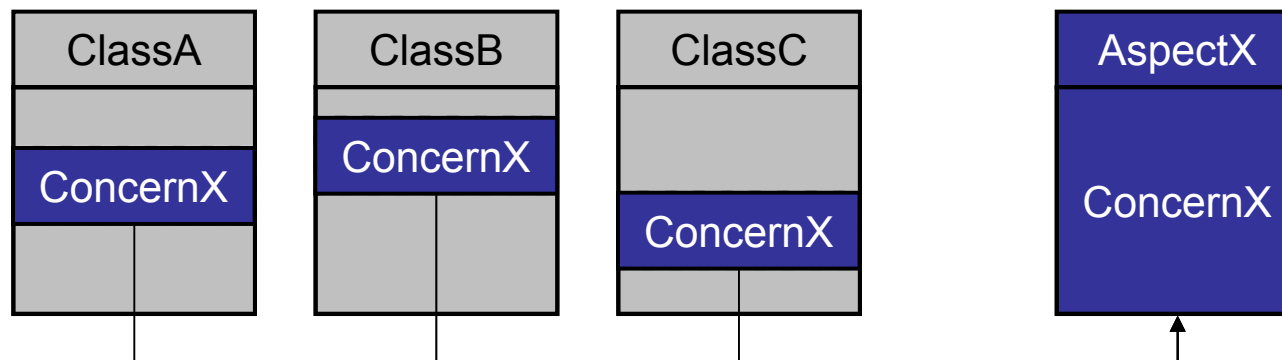 ClassA
ConcernX
ClassB
ConcernX
ClassC
ConcernX
AspectX
ConcernX